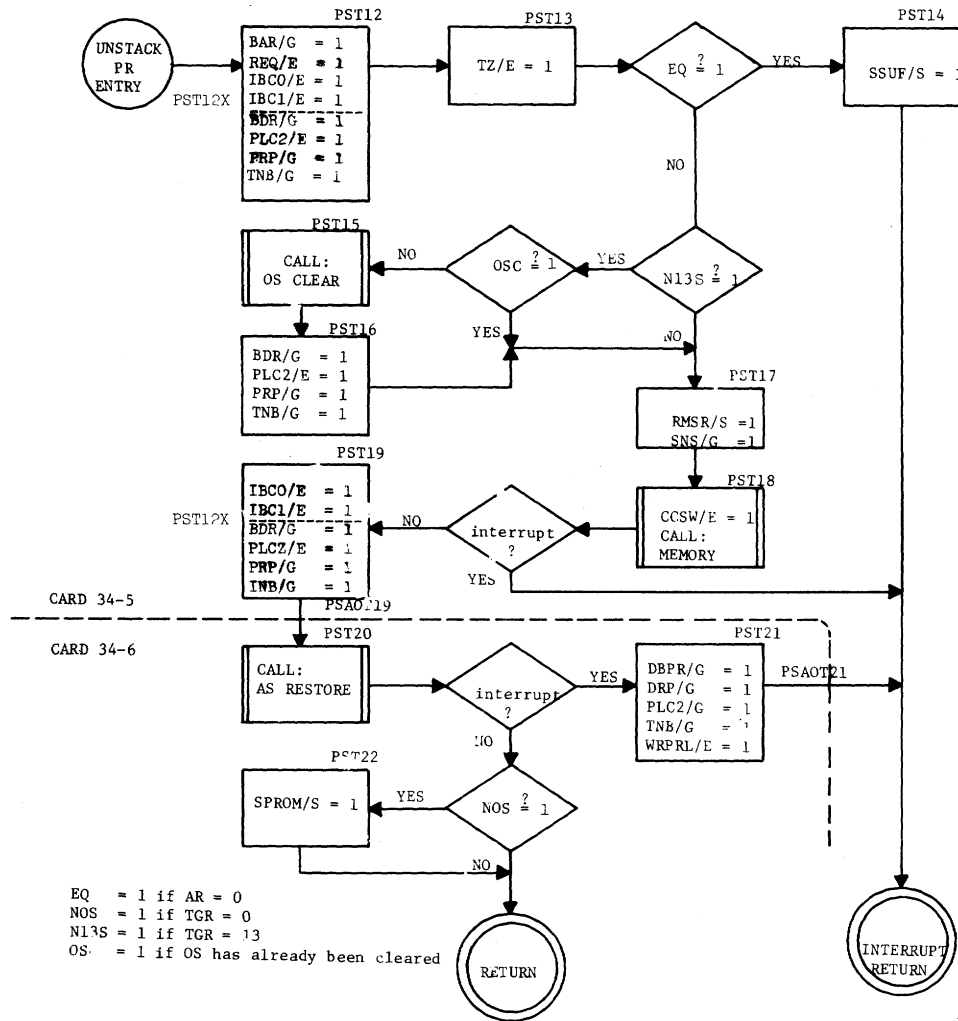 PST12
PST13
PST14
UNSTACK
PR
ENTRY
PST12X
BAR/G = 1
REQ/E = 1
IBC0/E = 1
IBC1/E = 1
BDR/G = 1
PLC2/E = 1
PRP/G = 1
TNB/G = 1
TZ/E = 1
EQ ≟ 1
YES
SSUF/S = 1
NO
PST15
CALL:
OS CLEAR
NO
OSC ≟ 1
YES
N13S ≟ 1
YES
NO
PST16
BDR/G = 1
PLC2/E = 1
PRP/G = 1
TNB/G = 1
PST17
RMSR/S =1
SNS/G =1
PST18
CCSW/E = 1
CALL:
MEMORY
PST19
PST12X
IBC0/E = 1
IBC1/E = 1
BDR/G = 1
PLCZ/E = 1
PRP/G = 1
INB/G = 1
NO
interrupt
?
YES
CARD 34-5
PSAOT19
CARD 34-6
PST20
CALL:
AS RESTORE
interrupt
?
YES
NO
PST21
DBPR/G = 1
DRP/G = 1
PLC2/G = 1
TNB/G = 1
WRPRL/E = 1
PSAOT21
PST22
SPROM/S = 1
YES
NOS ≟ 1
NO
EQ = 1 if AR = 0
NOS = 1 if TGR = 0
N13S = 1 if TGR = 13
OS = 1 if OS has already been cleared
RETURN
INTERRUPT
RETURN